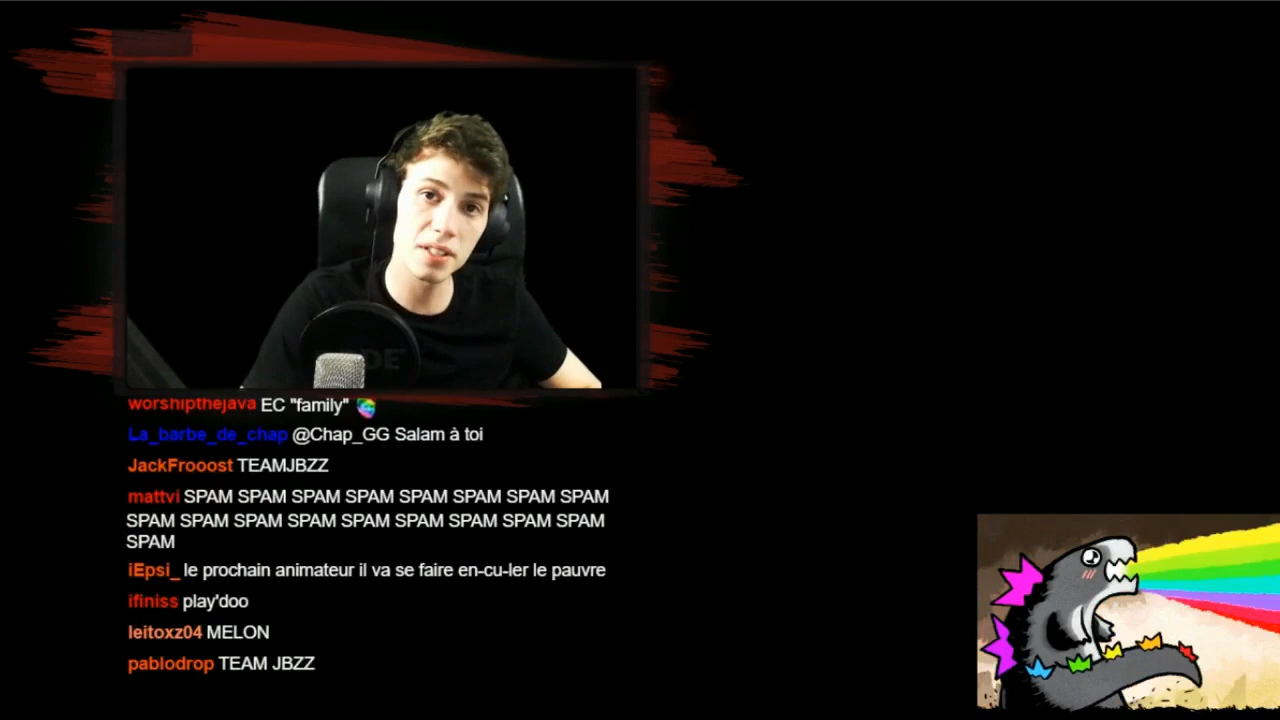 worshipthejava EC "family"
La_barbe_de_chap @Chap_GG Salam à toi
JackFrooost TEAMJBZZ
mattvi SPAM SPAM SPAM SPAM SPAM SPAM SPAM SPAM
SPAM SPAM SPAM SPAM SPAM SPAM SPAM SPAM SPAM
SPAM
iEpsi_ le prochain animateur il va se faire en-cu-ler le pauvre
ifiniss play'doo
leitoxz04 MELON
pablodrop TEAM JBZZ